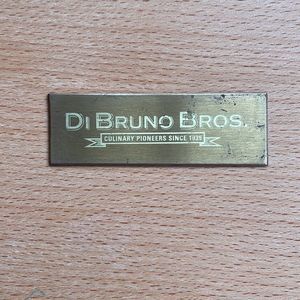 DI BRUNO BROS.
CULINARY PIONEERS SINCE 1939